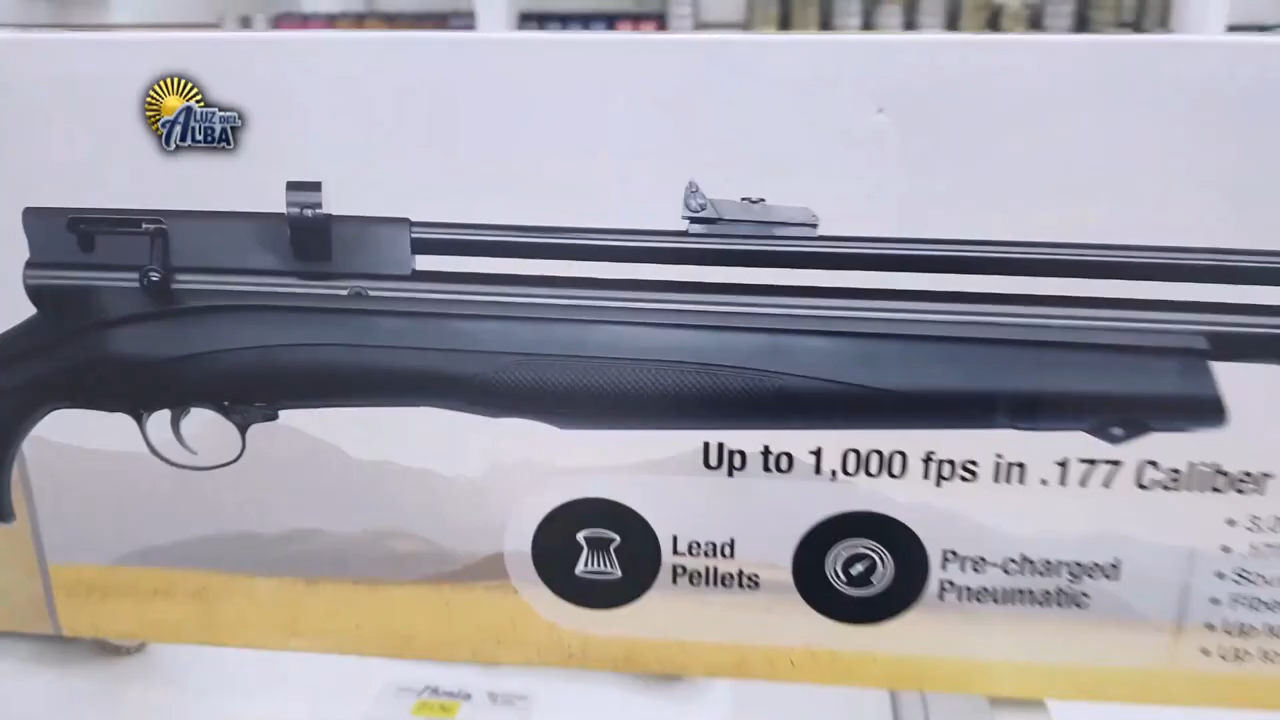 LUZ DEL
ALBA
Up to 1,000 fps in .177 Caliber
Lead
Pellets
Pre-charged
Pneumatic